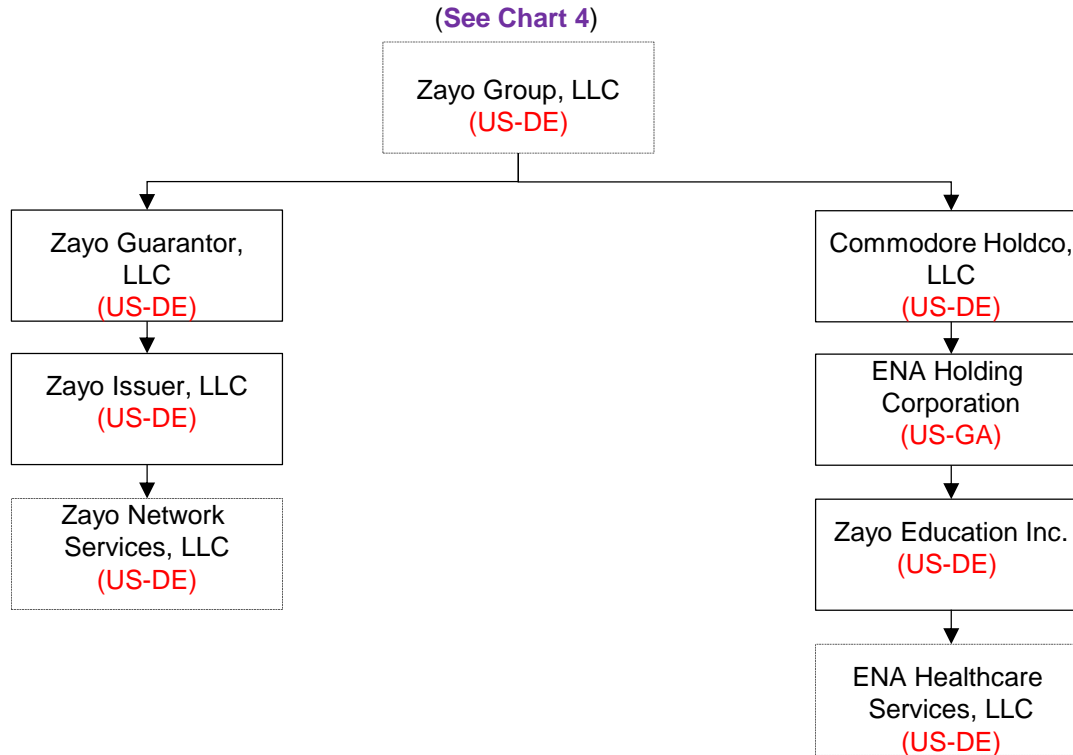 (See Chart 4)
Zayo Group, LLC
(US-DE)
Zayo Guarantor,
LLC
(US-DE)
Zayo Issuer, LLC
(US-DE)
Zayo Network
Services, LLC
(US-DE)
Commodore Holdco,
LLC
(US-DE)
ENA Holding
Corporation
(US-GA)
Zayo Education Inc.
(US-DE)
ENA Healthcare
Services, LLC
(US-DE)